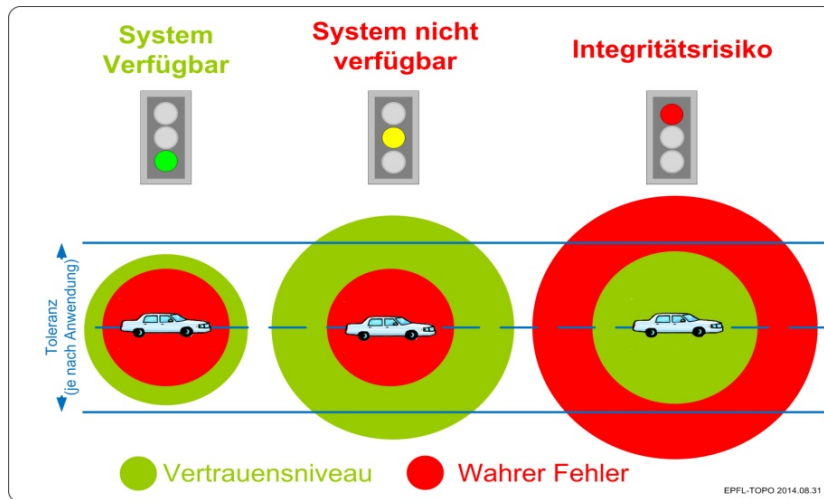 System
Verfügbar
System nicht
verfügbar
Integritätsrisiko
Toleranz
(je nach Anwendung)
Vertrauensniveau
Wahrer Fehler
EPFL-TOPO 2014.08.31